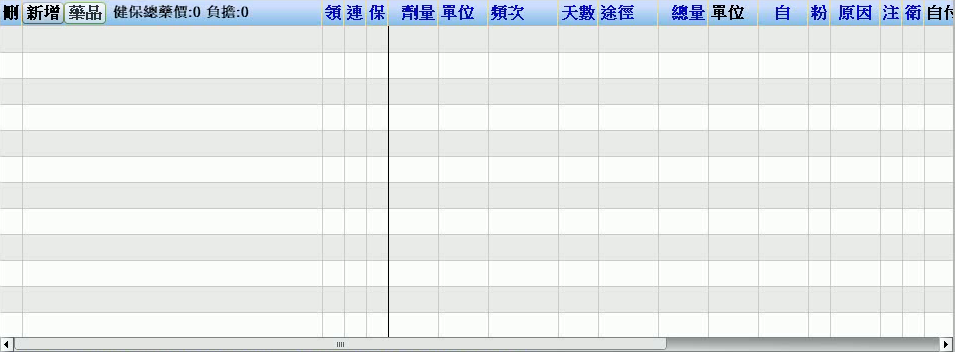 刪 新增 藥品 健保總藥價:0 負擔:0 領 連 保 劑量 單位 頻次 天數 途徑 總量 單位 自 粉 原因 注 衛 自付